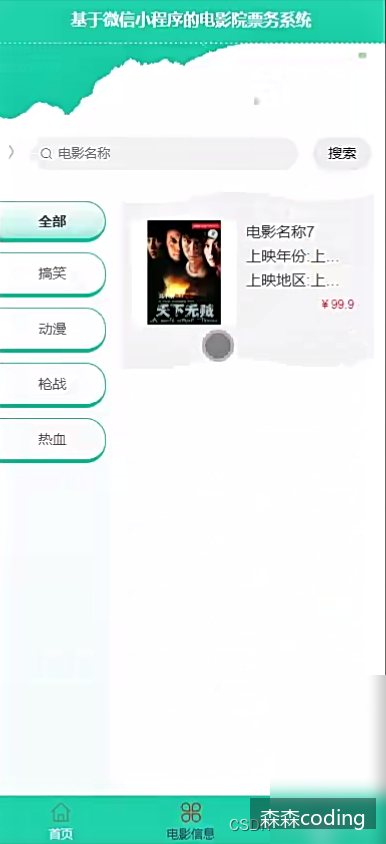 基于微信小程序的电影院票务系统
电影名称
搜索
全部
搞笑
动漫
枪战
热血
天下无贼
电影名称7
上映年份:上...
上映地区:上...
￥99.9
首页
电影信息
CSDN
森森coding